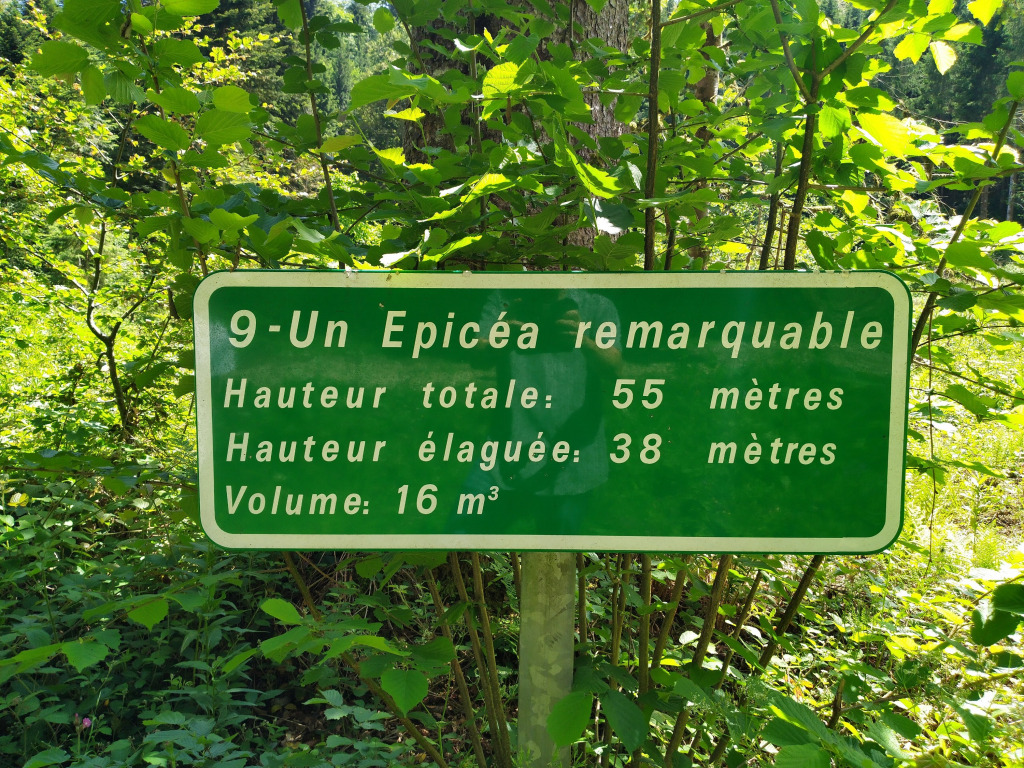 9-Un Epicéa remarquable
Hauteur totale: 55 mètres
Hauteur élaguée: 38 mètres
Volume: 16 m³